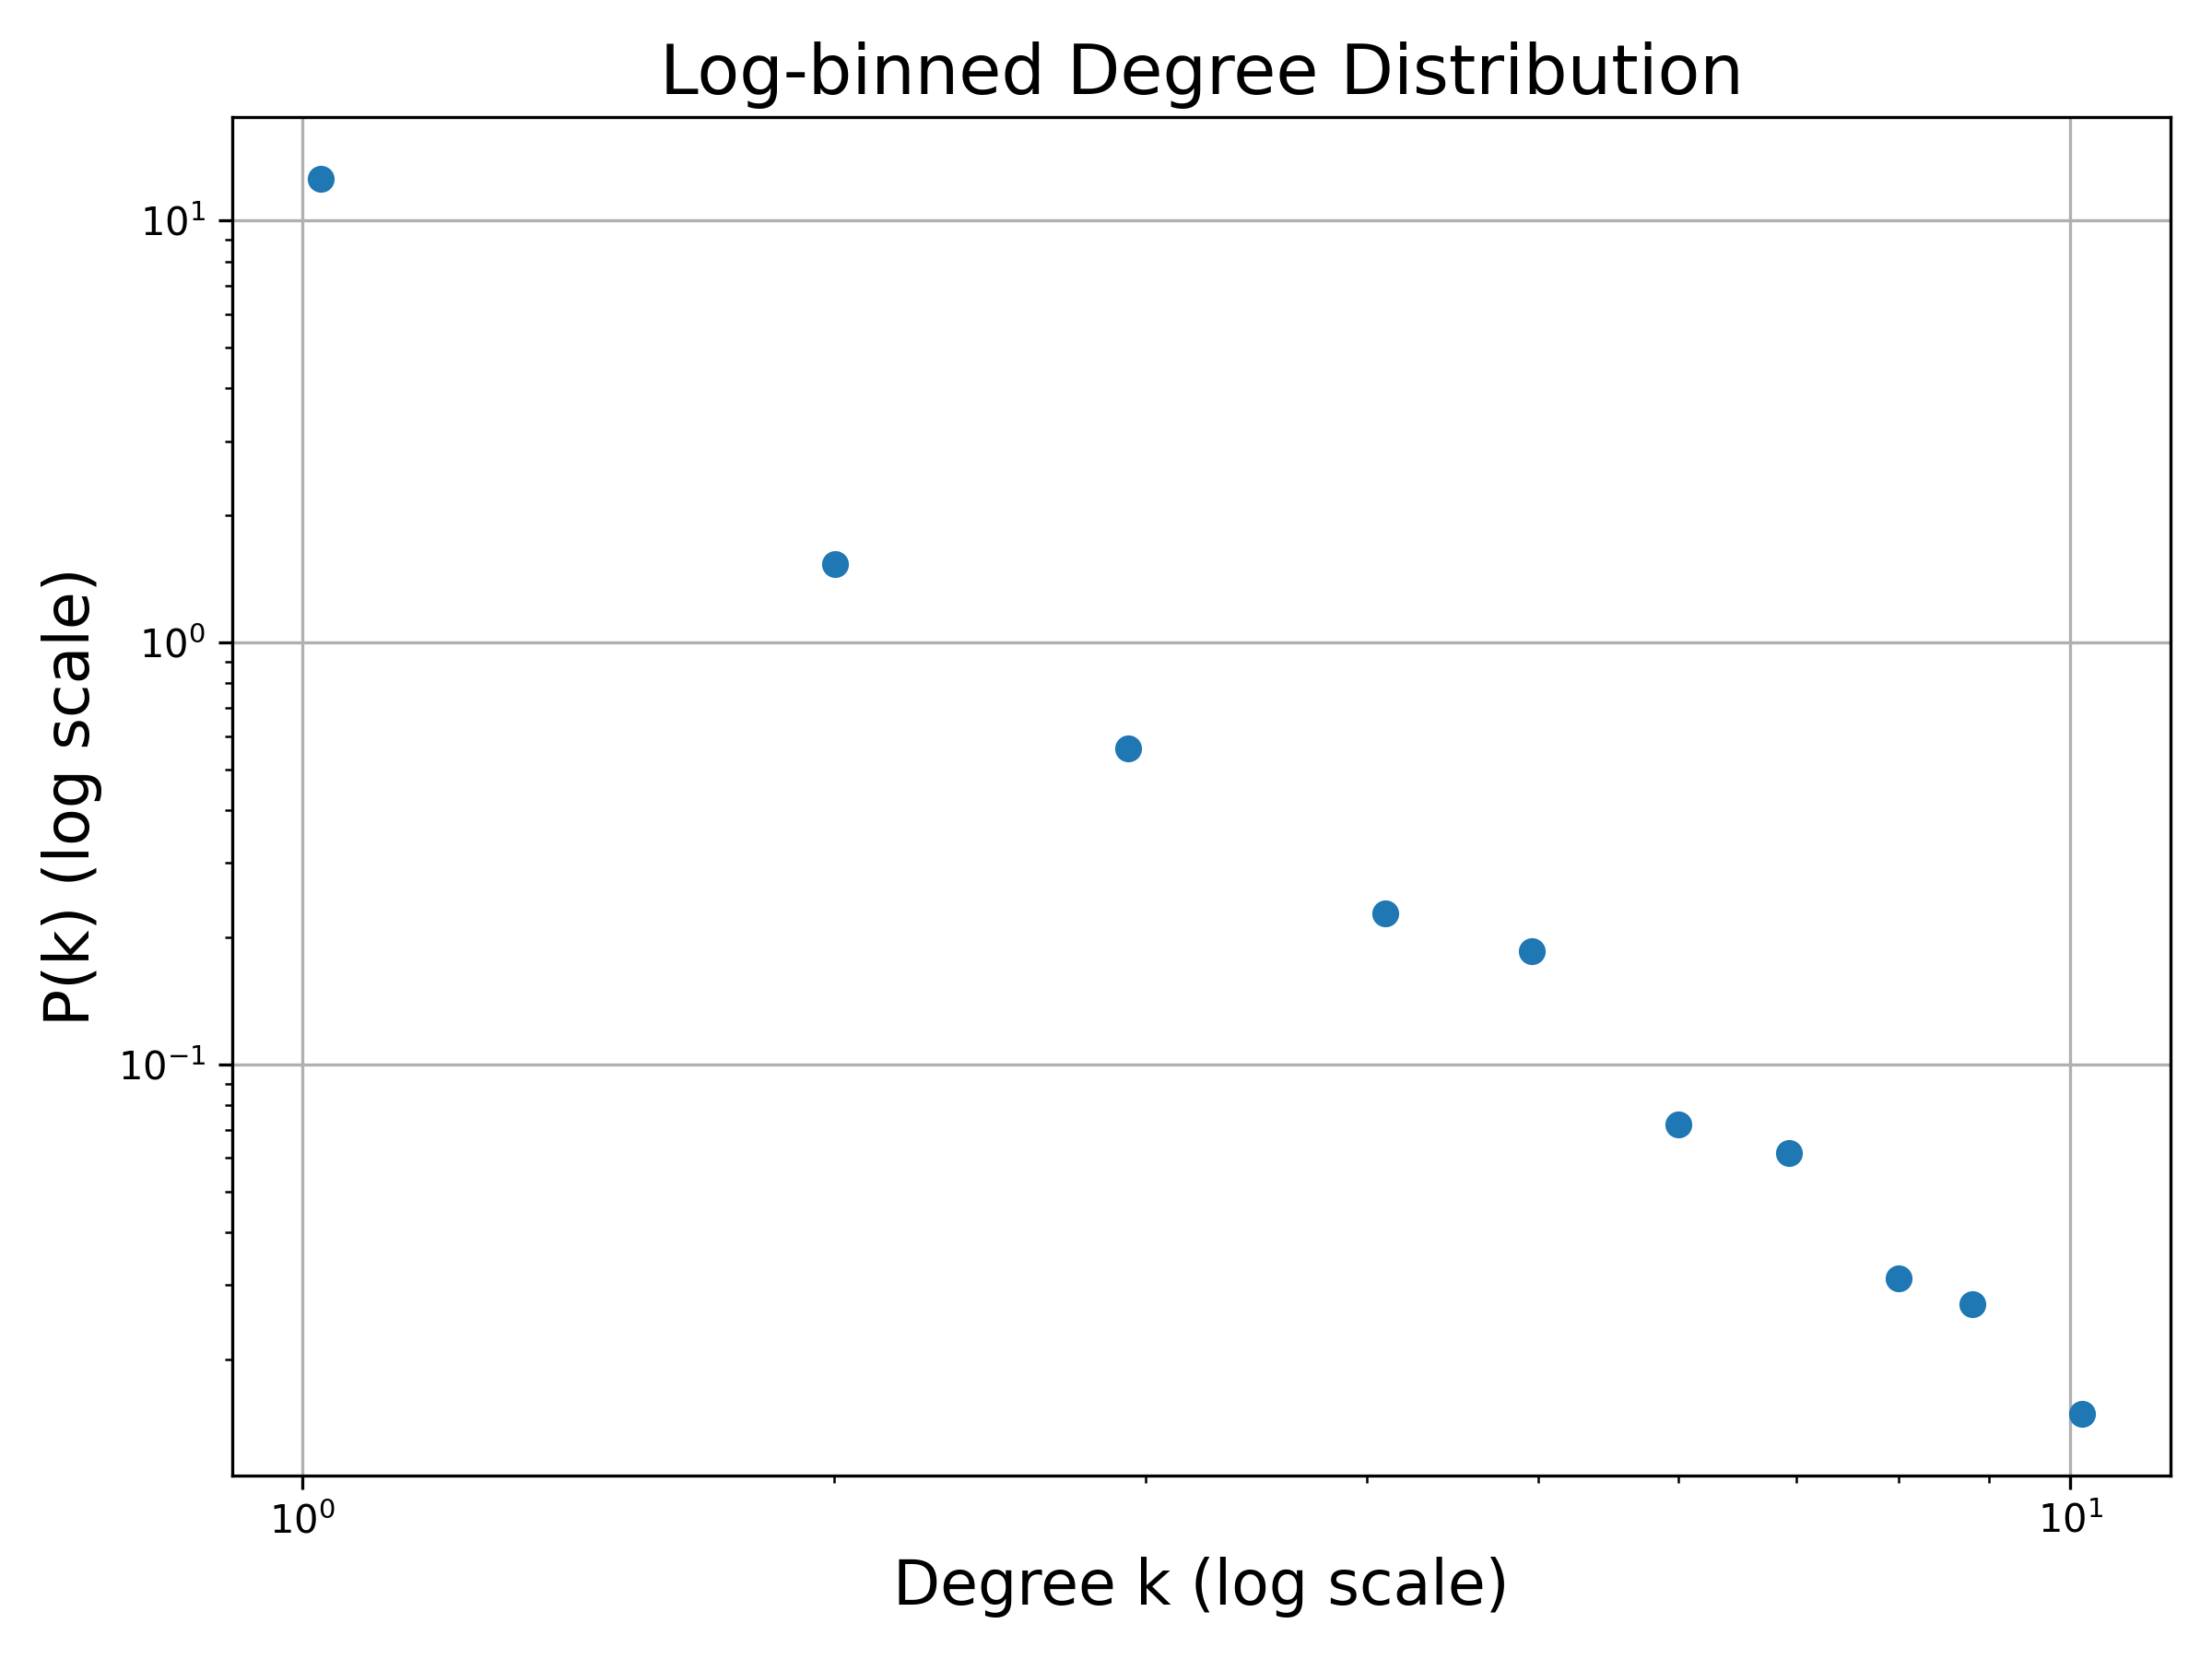 Log-binned Degree Distribution
P(k) (log scale)
10¹
10⁰
10⁻¹
10⁰
10¹
Degree k (log scale)